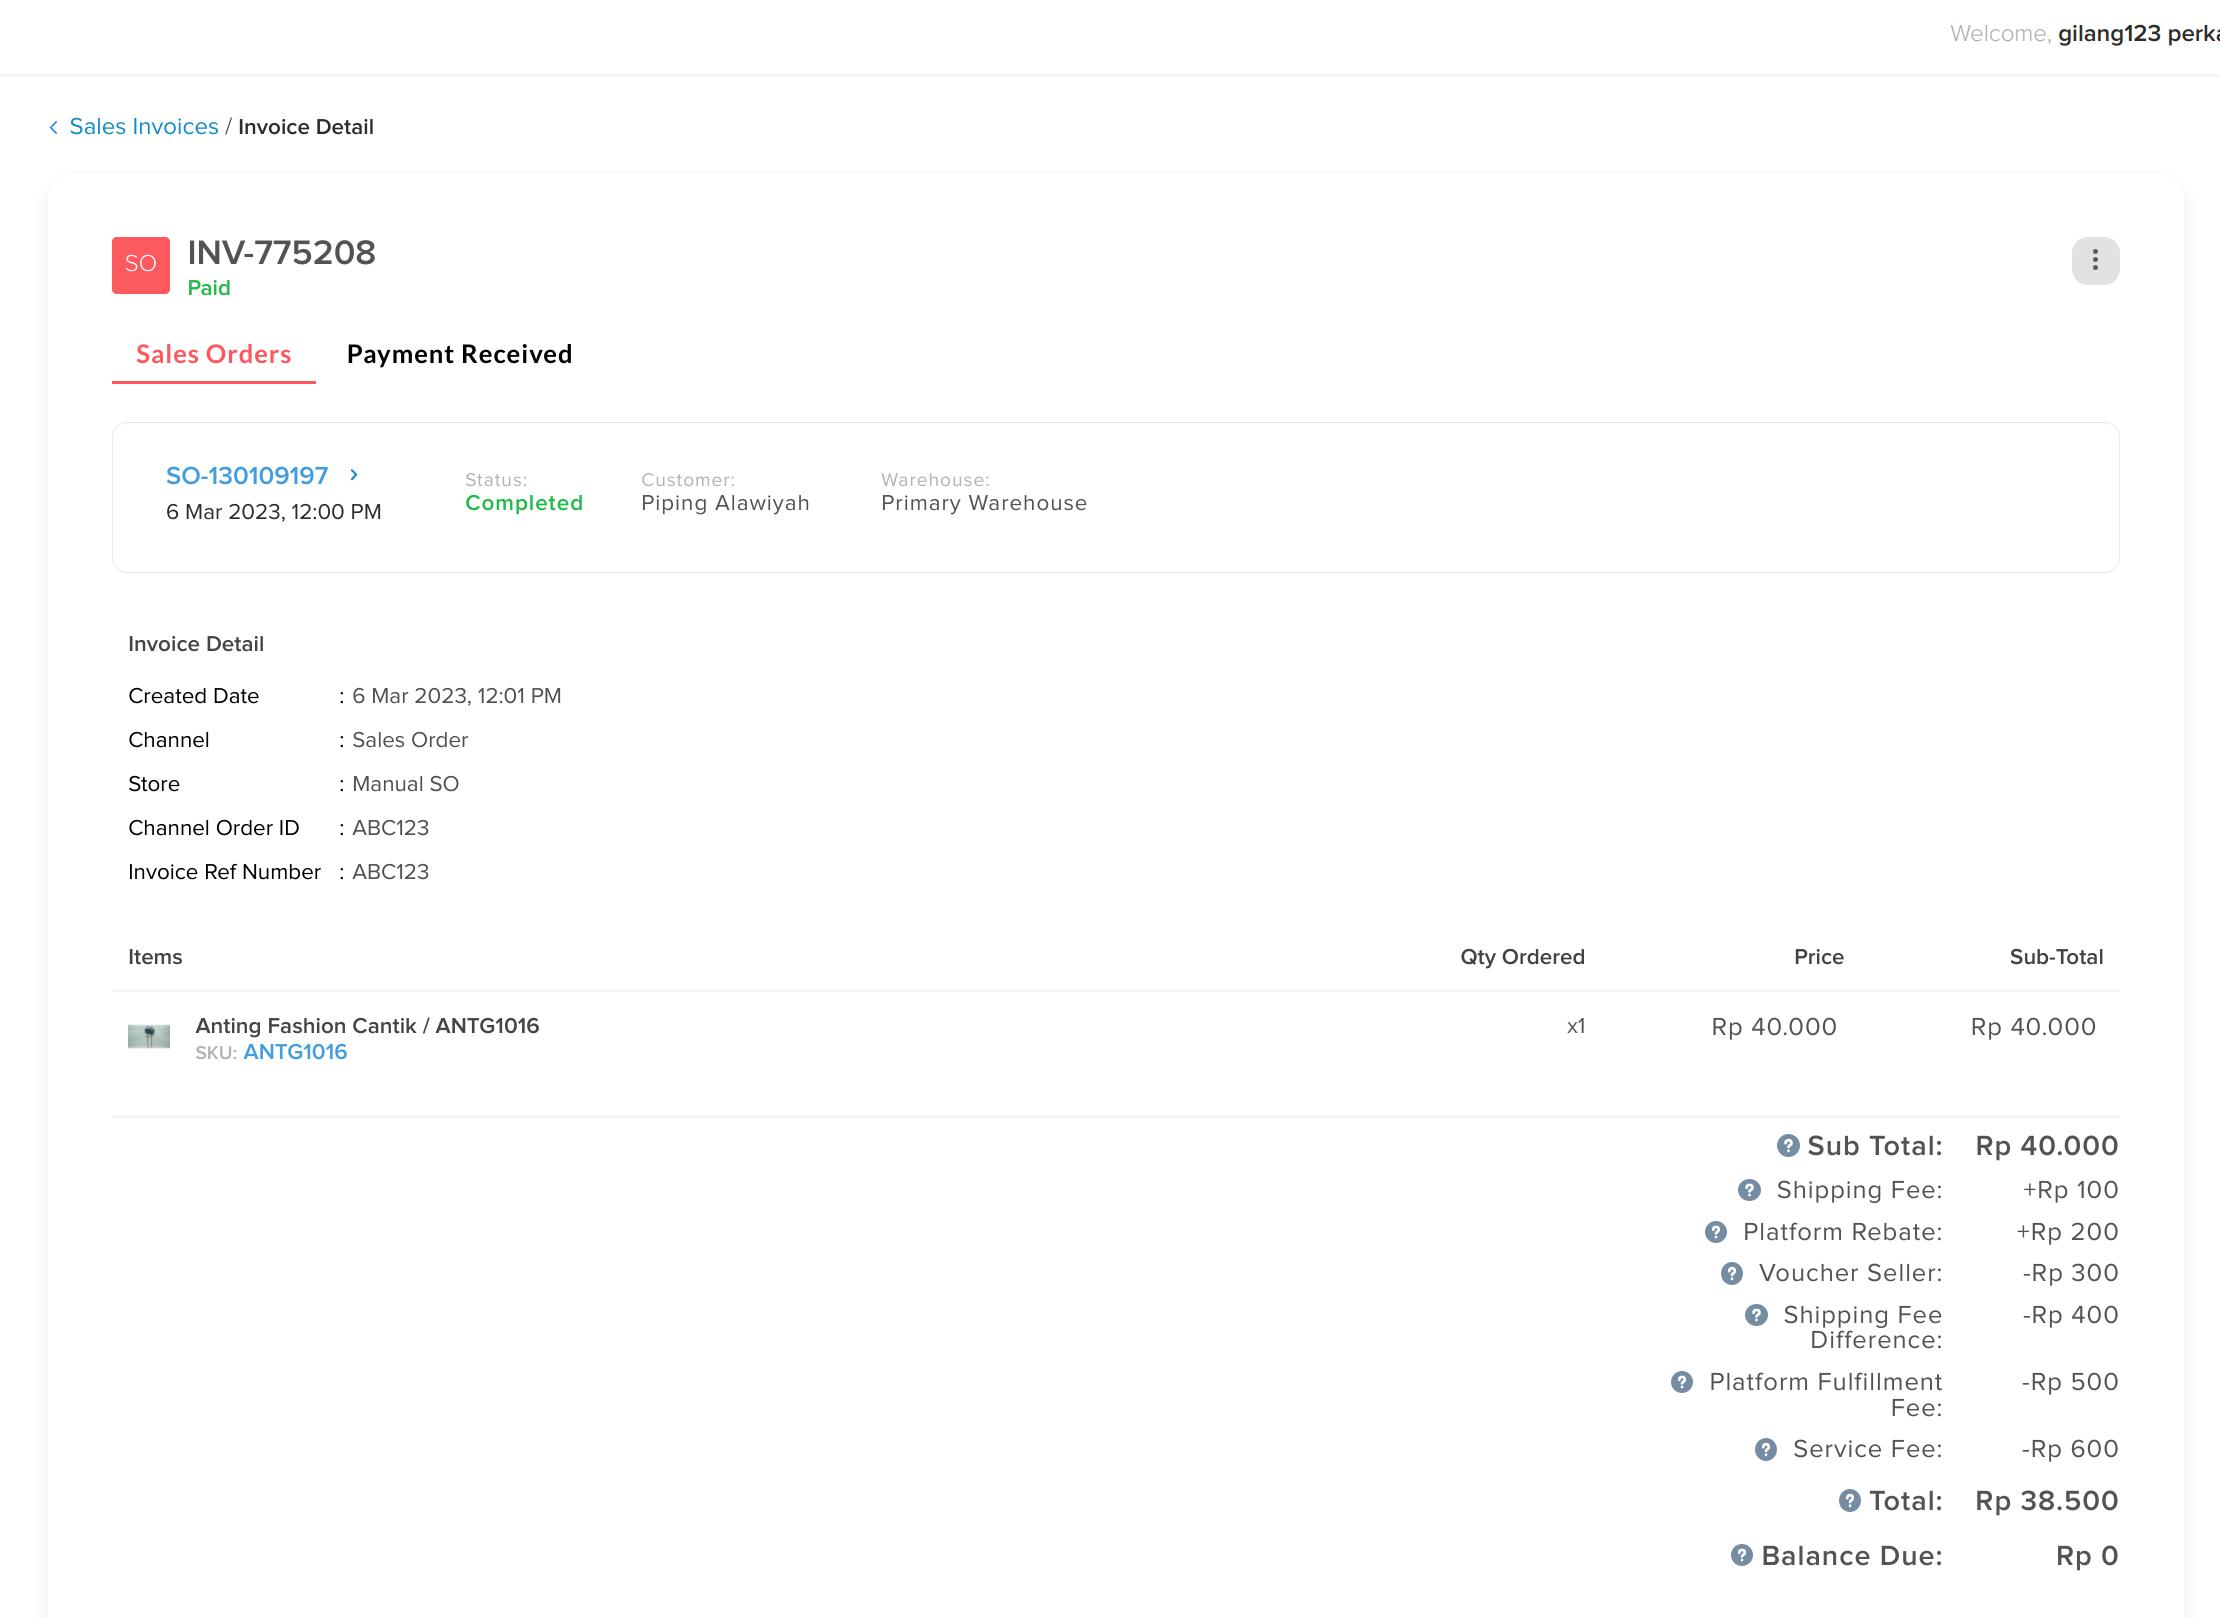 Welcome, gilang123
Sales Invoices / Invoice Detail
SO
INV-775208
Paid
Sales Orders
Payment Received
SO-130109197
6 Mar 2023, 12:00 PM
Status:
Completed
Customer:
Piping Alawiyah
Warehouse:
Primary Warehouse
Invoice Detail
Created Date : 6 Mar 2023, 12:01 PM
Channel : Sales Order
Store : Manual SO
Channel Order ID : ABC123
Invoice Ref Number : ABC123
Items Qty Ordered Price Sub-Total
Anting Fashion Cantik / ANTG1016 x1 Rp 40.000 Rp 40.000
SKU: ANTG1016
Sub Total: Rp 40.000
Shipping Fee: +Rp 100
Platform Rebate: +Rp 200
Voucher Seller: -Rp 300
Shipping Fee -Rp 400
Difference:
Platform Fulfillment -Rp 500
Fee:
Service Fee: -Rp 600
Total: Rp 38.500
Balance Due: Rp 0